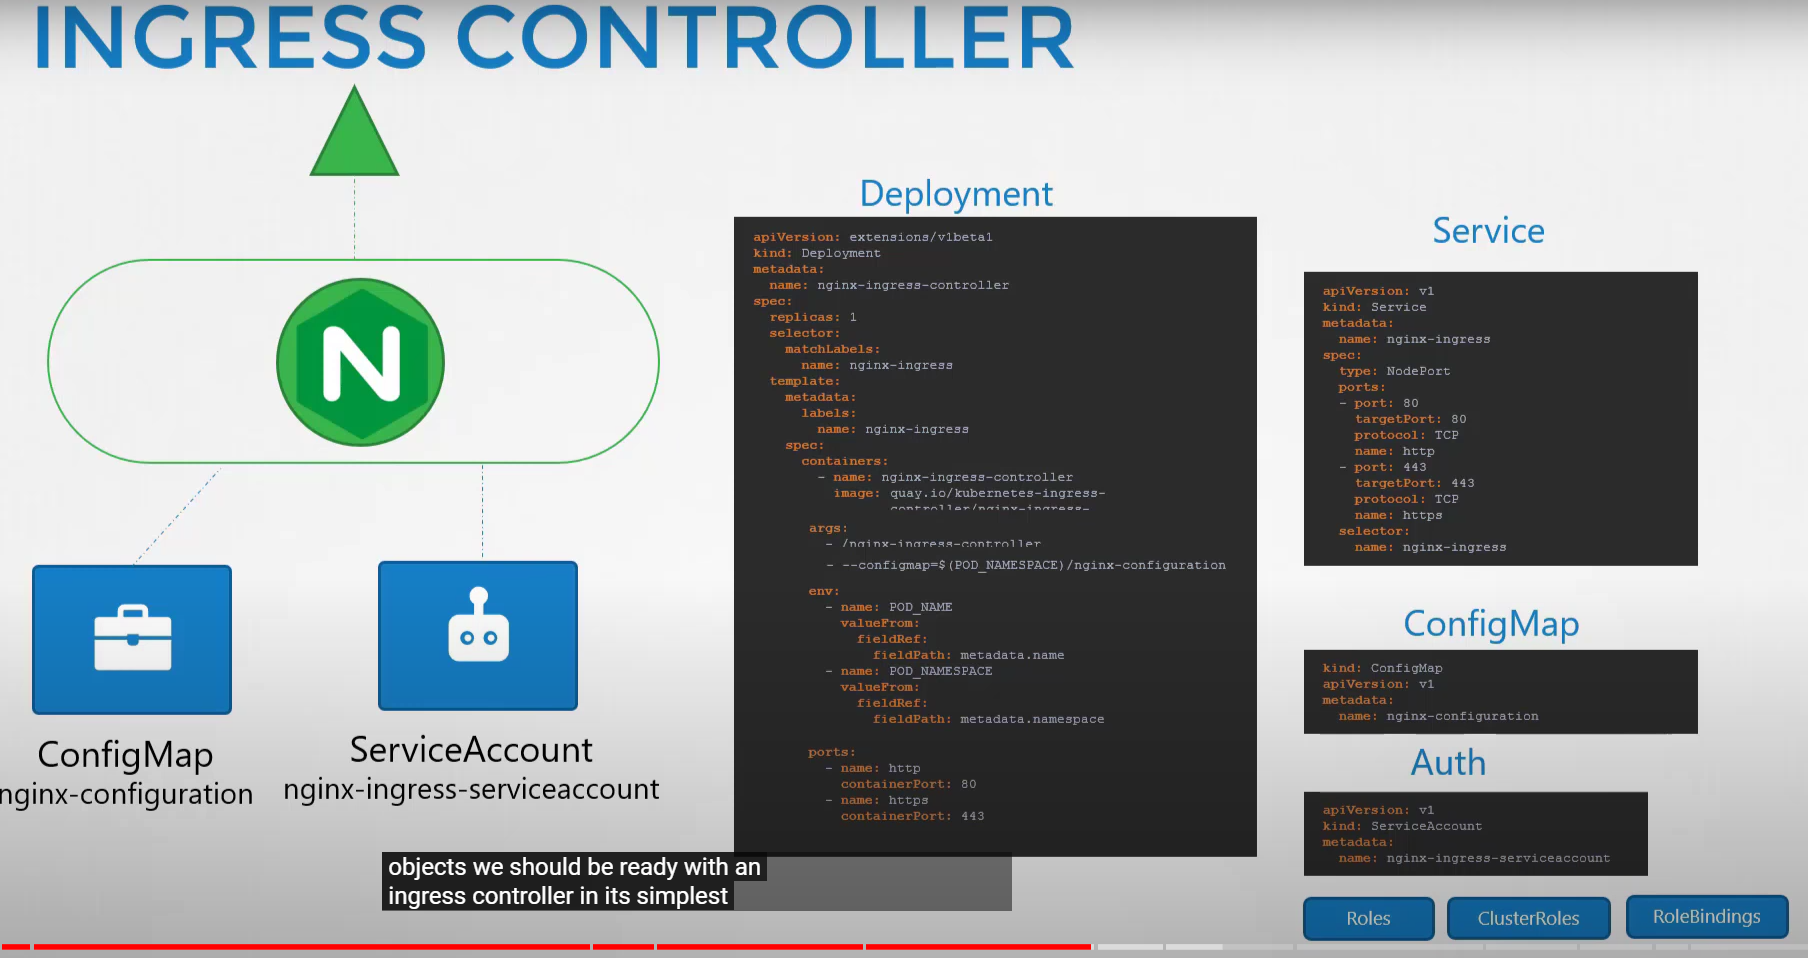 INGRESS CONTROLLER
N
ConfigMap
nginx-configuration
ServiceAccount
nginx-ingress-serviceaccount
Deployment
apiVersion: extensions/v1beta1
kind: Deployment
metadata:
  name: nginx-ingress-controller
spec:
  replicas: 1
  selector:
    matchLabels:
      name: nginx-ingress
  template:
    metadata:
      labels:
        name: nginx-ingress
    spec:
      containers:
        - name: nginx-ingress-controller
          image: quay.io/kubernetes-ingress-
                 controller/nginx-ingress-
       args:
         - /nginx-ingress-controller
         - --configmap=$(POD_NAMESPACE)/nginx-configuration
       env:
         - name: POD_NAME
           valueFrom:
             fieldRef:
               fieldPath: metadata.name
         - name: POD_NAMESPACE
           valueFrom:
             fieldRef:
               fieldPath: metadata.namespace
       ports:
         - name: http
           containerPort: 80
         - name: https
           containerPort: 443
Service
apiVersion: v1
kind: Service
metadata:
  name: nginx-ingress
spec:
  type: NodePort
  ports:
  - port: 80
    targetPort: 80
    protocol: TCP
    name: http
  - port: 443
    targetPort: 443
    protocol: TCP
    name: https
  selector:
    name: nginx-ingress
ConfigMap
kind: ConfigMap
apiVersion: v1
metadata:
  name: nginx-configuration
Auth
apiVersion: v1
kind: ServiceAccount
metadata:
  name: nginx-ingress-serviceaccount
Roles
ClusterRoles
RoleBindings
objects we should be ready with an
ingress controller in its simplest